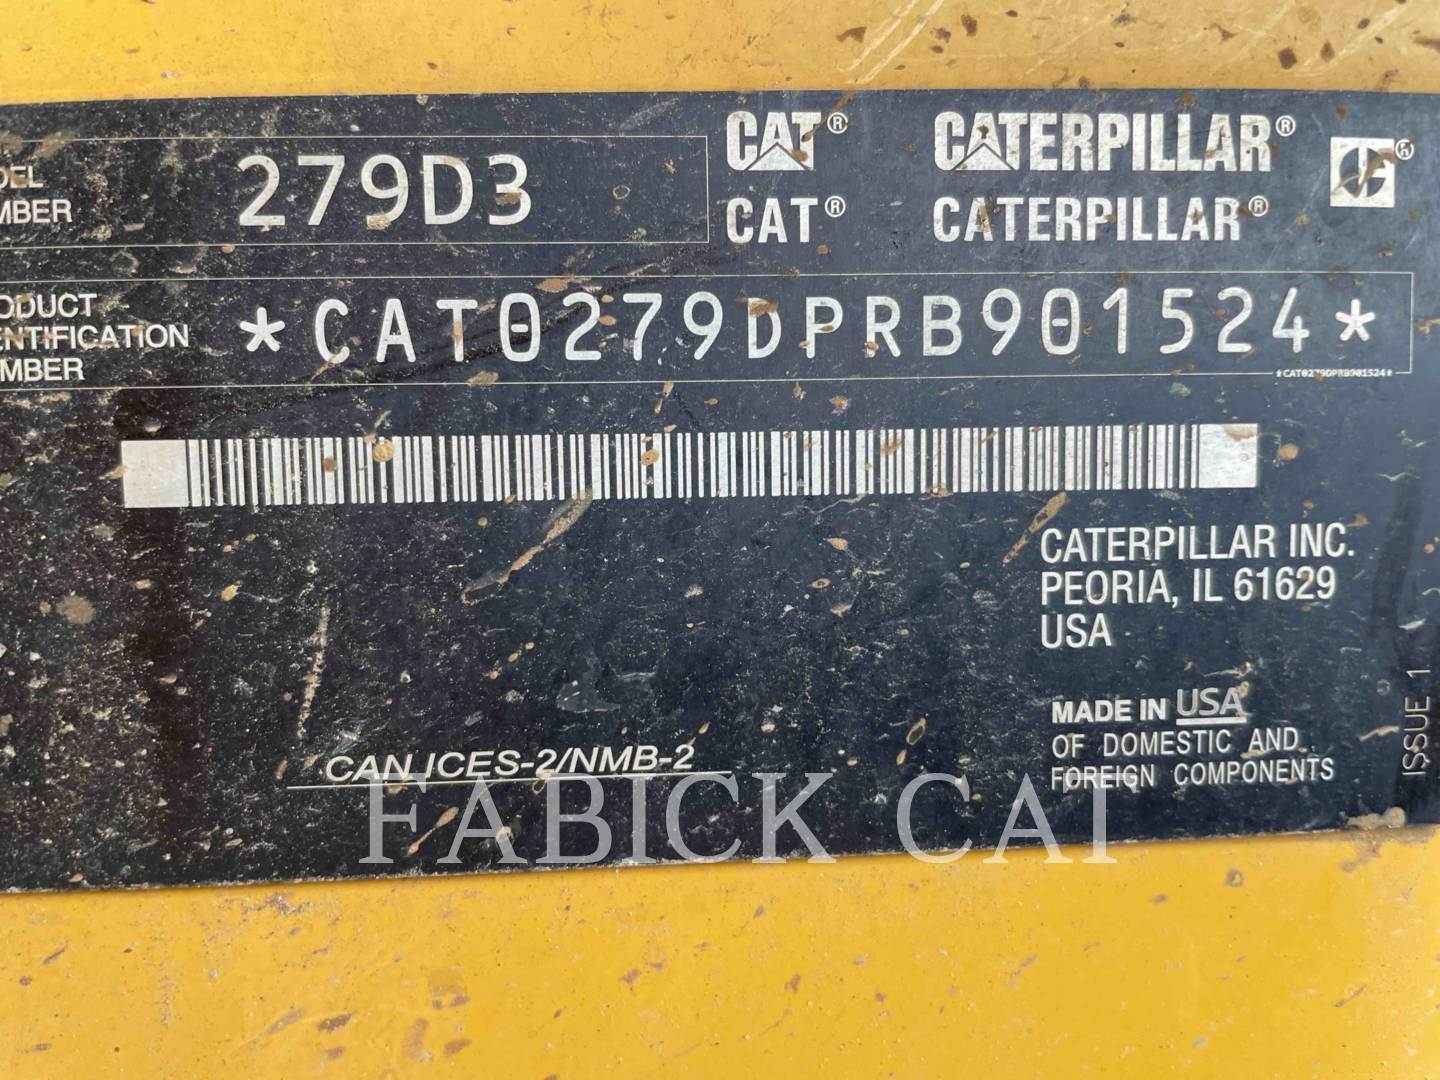 CAT® CATERPILLAR®
279D3
CAT® CATERPILLAR®
*CAT0279DPRB901524*
*CAT0279DPRB901524*
CATERPILLAR INC.
PEORIA, IL 61629
USA
MADE IN USA
OF DOMESTIC AND
FOREIGN COMPONENTS
ISSUE 1
CAN ICES-2/NMB-2
FABICK CAT